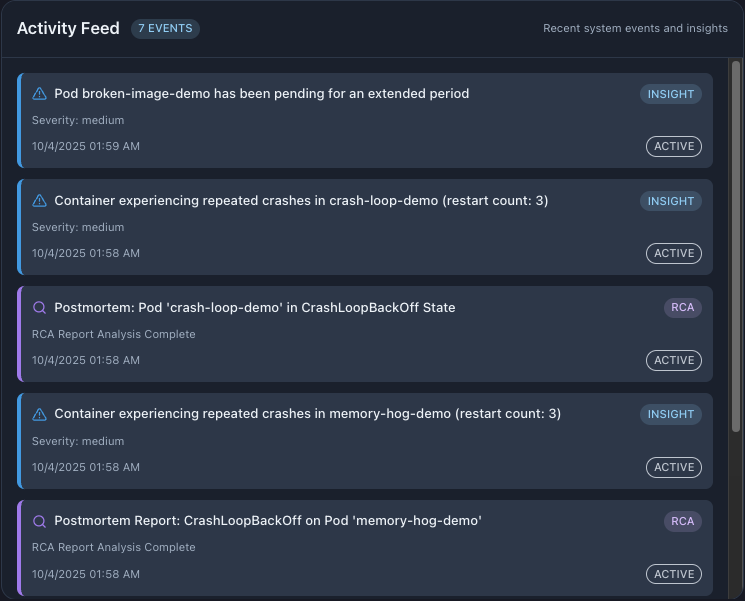 Activity Feed 7 EVENTS Recent system events and insights
Pod broken-image-demo has been pending for an extended period INSIGHT
Severity: medium
10/4/2025 01:59 AM ACTIVE
Container experiencing repeated crashes in crash-loop-demo (restart count: 3) INSIGHT
Severity: medium
10/4/2025 01:58 AM ACTIVE
Postmortem: Pod 'crash-loop-demo' in CrashLoopBackOff State RCA
RCA Report Analysis Complete
10/4/2025 01:58 AM ACTIVE
Container experiencing repeated crashes in memory-hog-demo (restart count: 3) INSIGHT
Severity: medium
10/4/2025 01:58 AM ACTIVE
Postmortem Report: CrashLoopBackOff on Pod 'memory-hog-demo' RCA
RCA Report Analysis Complete
10/4/2025 01:58 AM ACTIVE